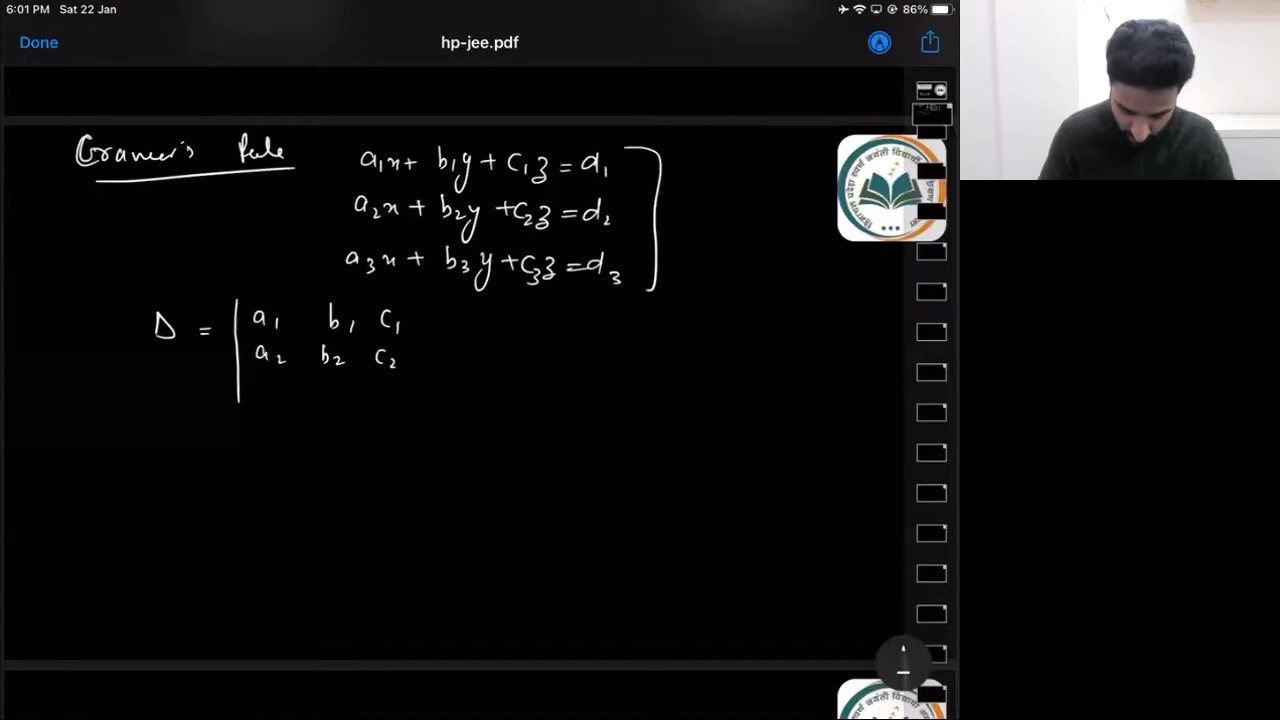 6:01 PM Sat 22 Jan
86%
Done
hp-jee.pdf
Cramer's Rule
a₁x + b₁y + c₁z = d₁
a₂x + b₂y + c₂z = d₂
a₃x + b₃y + c₃z = d₃
Δ = | a₁ b₁ c₁
a₂ b₂ c₂